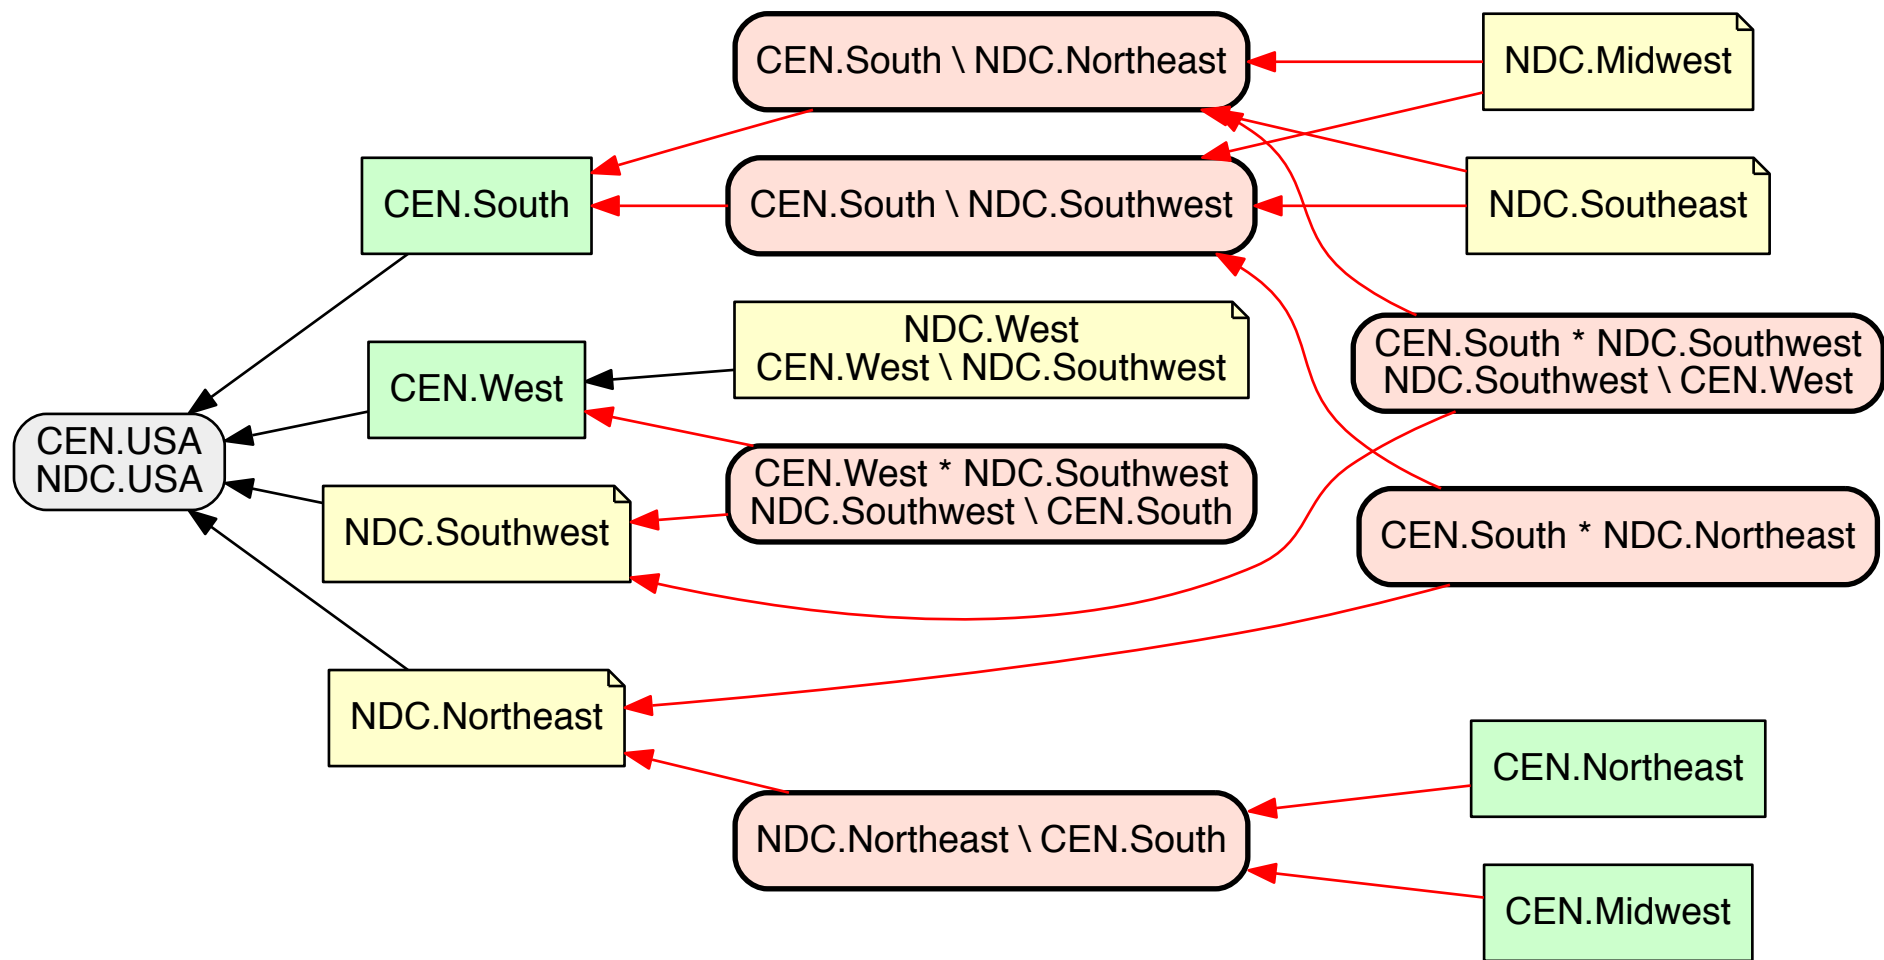 CEN.South \ NDC.Northeast
NDC.Midwest
CEN.South
CEN.South \ NDC.Southwest
NDC.Southeast
NDC.West
CEN.West \ NDC.Southwest
CEN.South * NDC.Southwest
NDC.Southwest \ CEN.West
CEN.West
CEN.USA
NDC.USA
CEN.West * NDC.Southwest
NDC.Southwest \ CEN.South
NDC.Southwest
CEN.South * NDC.Northeast
NDC.Northeast
CEN.Northeast
NDC.Northeast \ CEN.South
CEN.Midwest